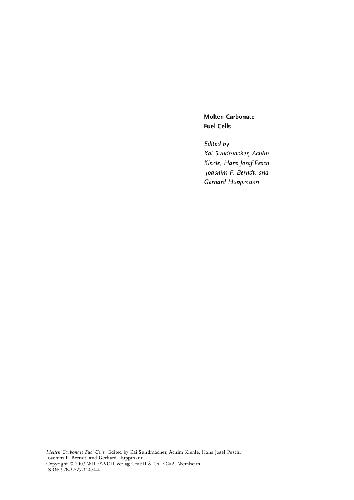 Molten Carbonate
Fuel Cells
Edited by
Kai Sundmacher, Achim
Kienle, Hans Josef Pesch
Joachim F. Berndt, and
Gerhard Huppmann
Molten Carbonate Fuel Cells. Edited by Kai Sundmacher, Achim Kienle, Hans Josef Pesch,
Joachim F. Berndt, and Gerhard Huppmann
Copyright © WILEY-VCH Verlag GmbH & Co. KGaA, Weinheim
ISBN: